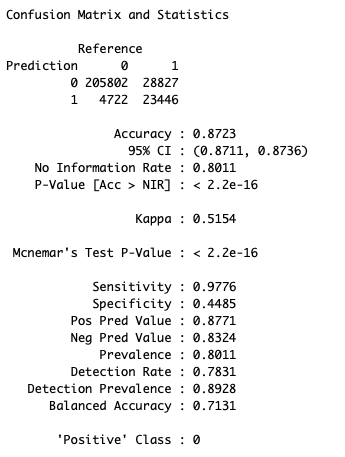 Confusion Matrix and Statistics
Reference
Prediction 0 1
0 205802 28827
1 4722 23446
Accuracy : 0.8723
95% CI : (0.8711, 0.8736)
No Information Rate : 0.8011
P-Value [Acc > NIR] : < 2.2e-16
Kappa : 0.5154
Mcnemar's Test P-Value : < 2.2e-16
Sensitivity : 0.9776
Specificity : 0.4485
Pos Pred Value : 0.8771
Neg Pred Value : 0.8324
Prevalence : 0.8011
Detection Rate : 0.7831
Detection Prevalence : 0.8928
Balanced Accuracy : 0.7131
'Positive' Class : 0